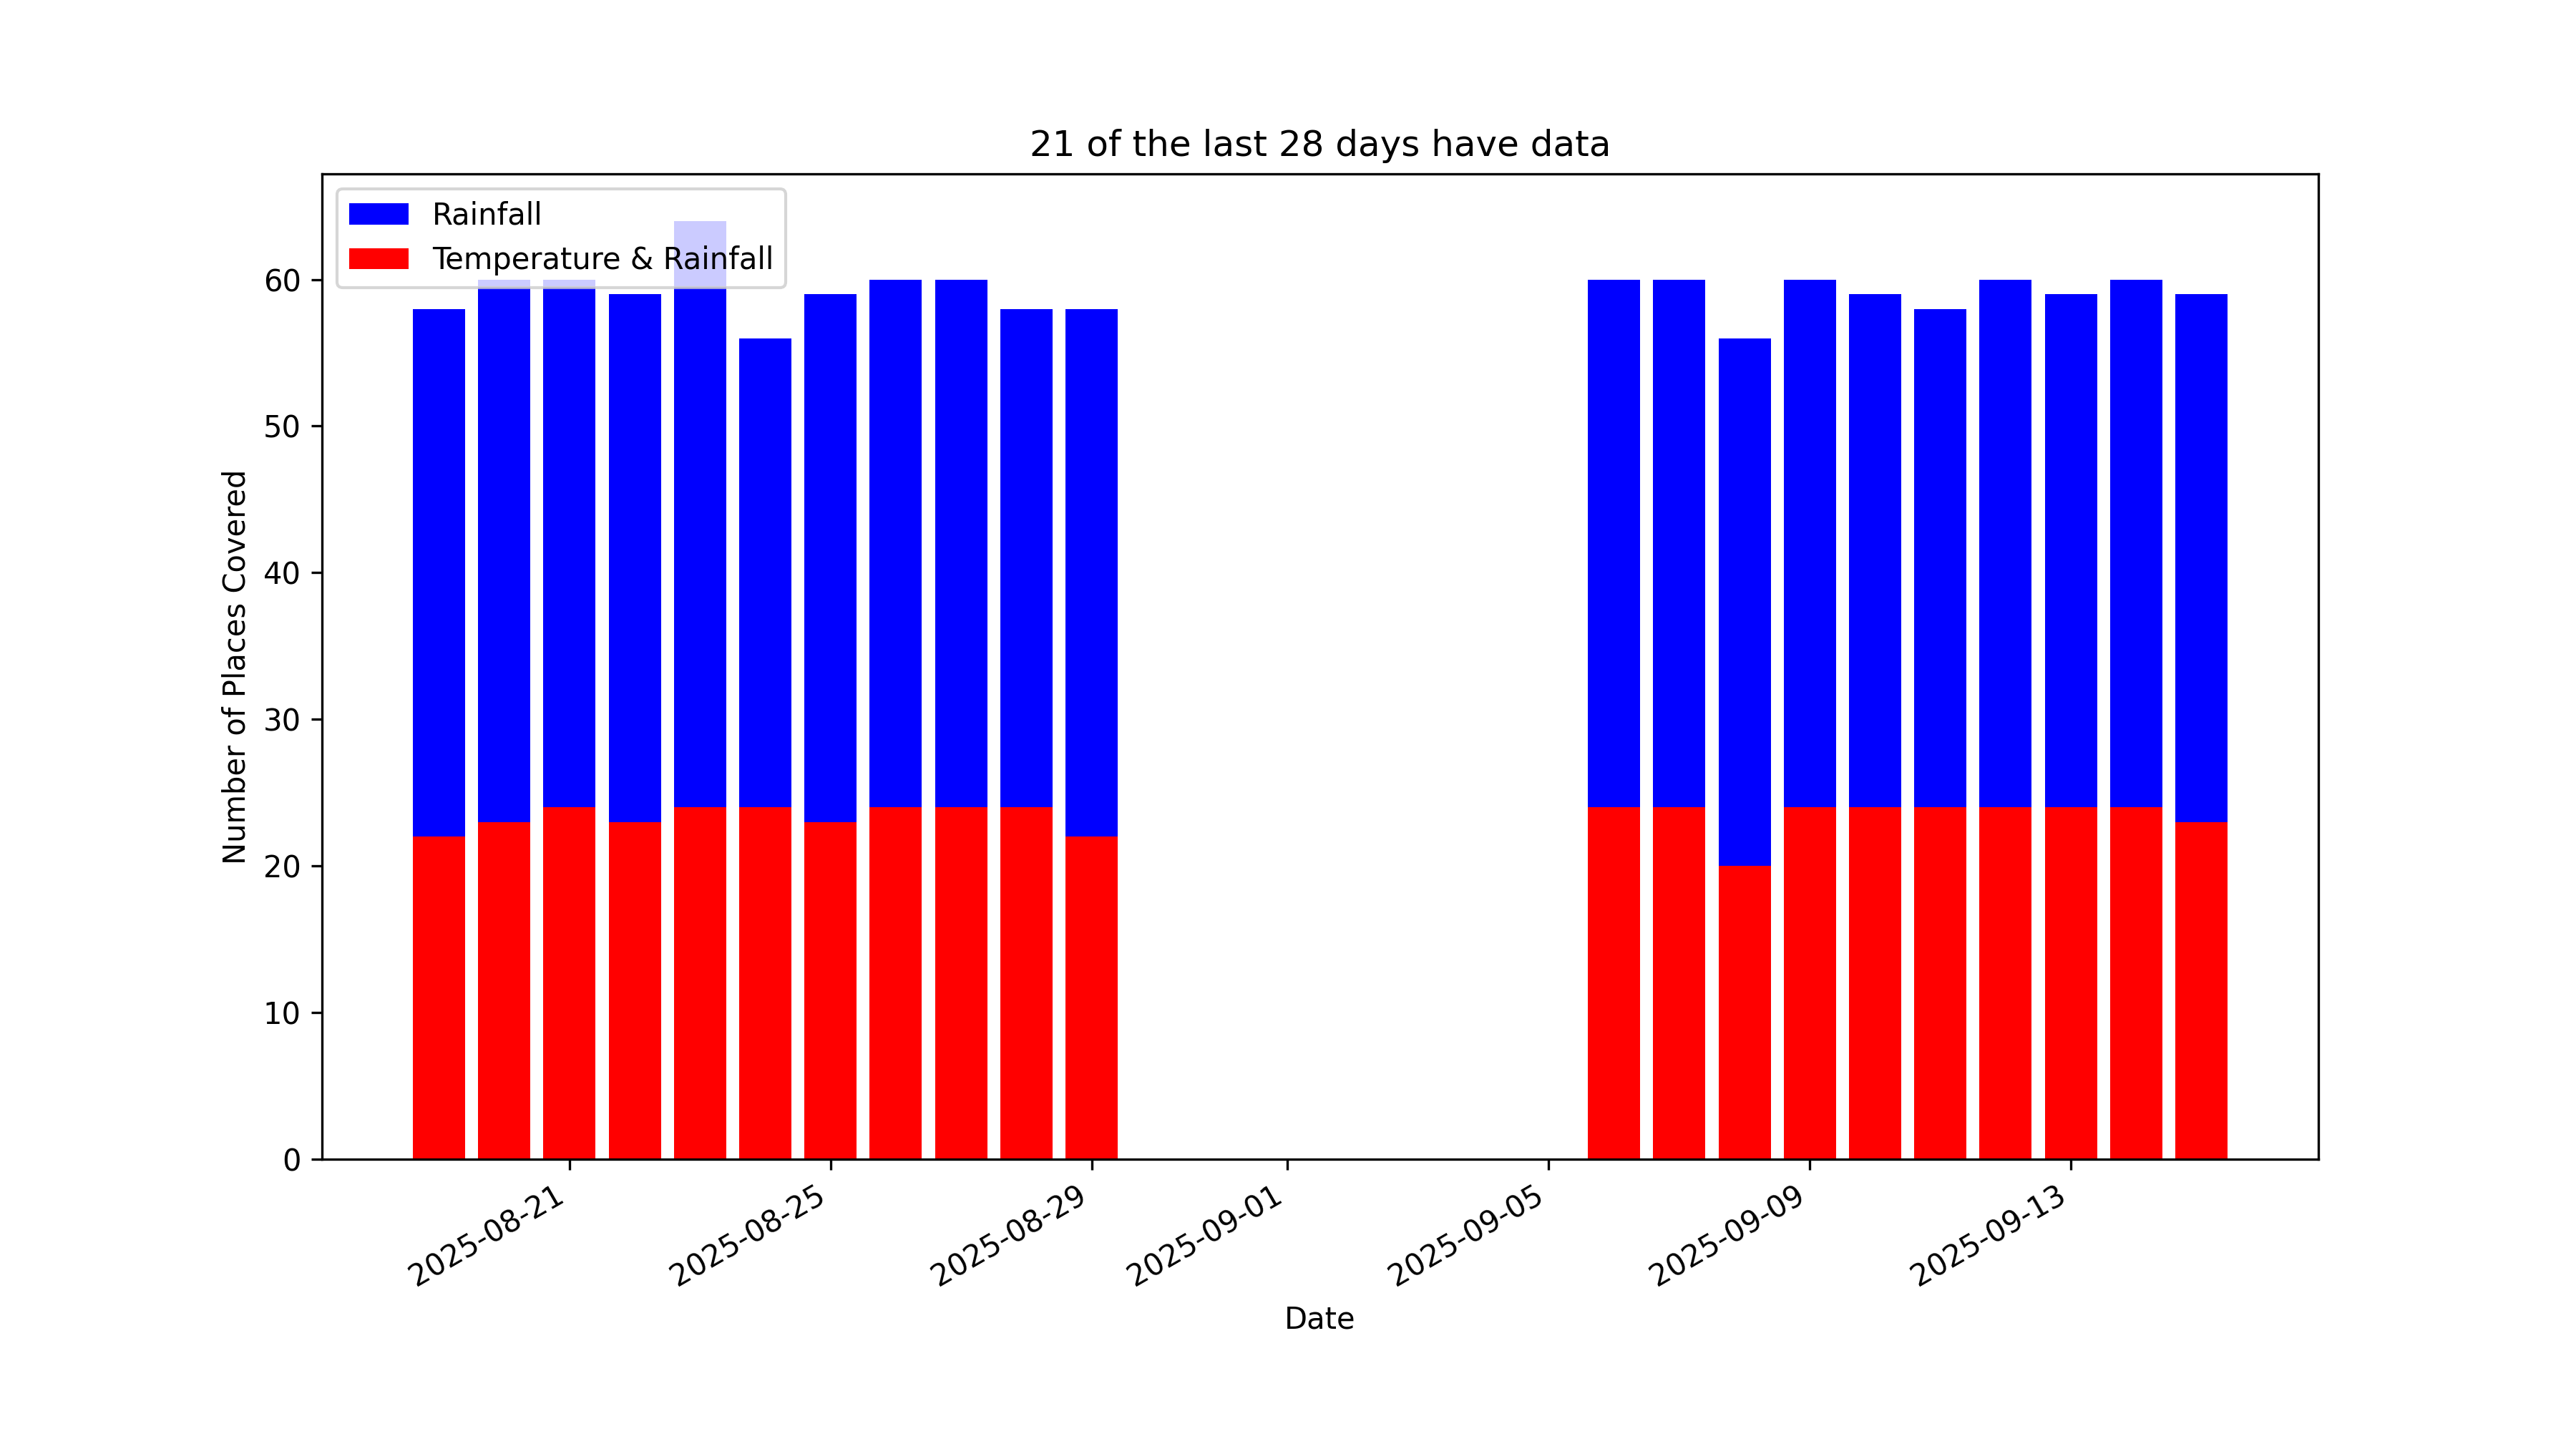 21 of the last 28 days have data
Rainfall
Temperature & Rainfall
60
50
40
30
20
10
0
Number of Places Covered
2025-08-21
2025-08-25
2025-08-29
2025-09-01
2025-09-05
2025-09-09
2025-09-13
Date